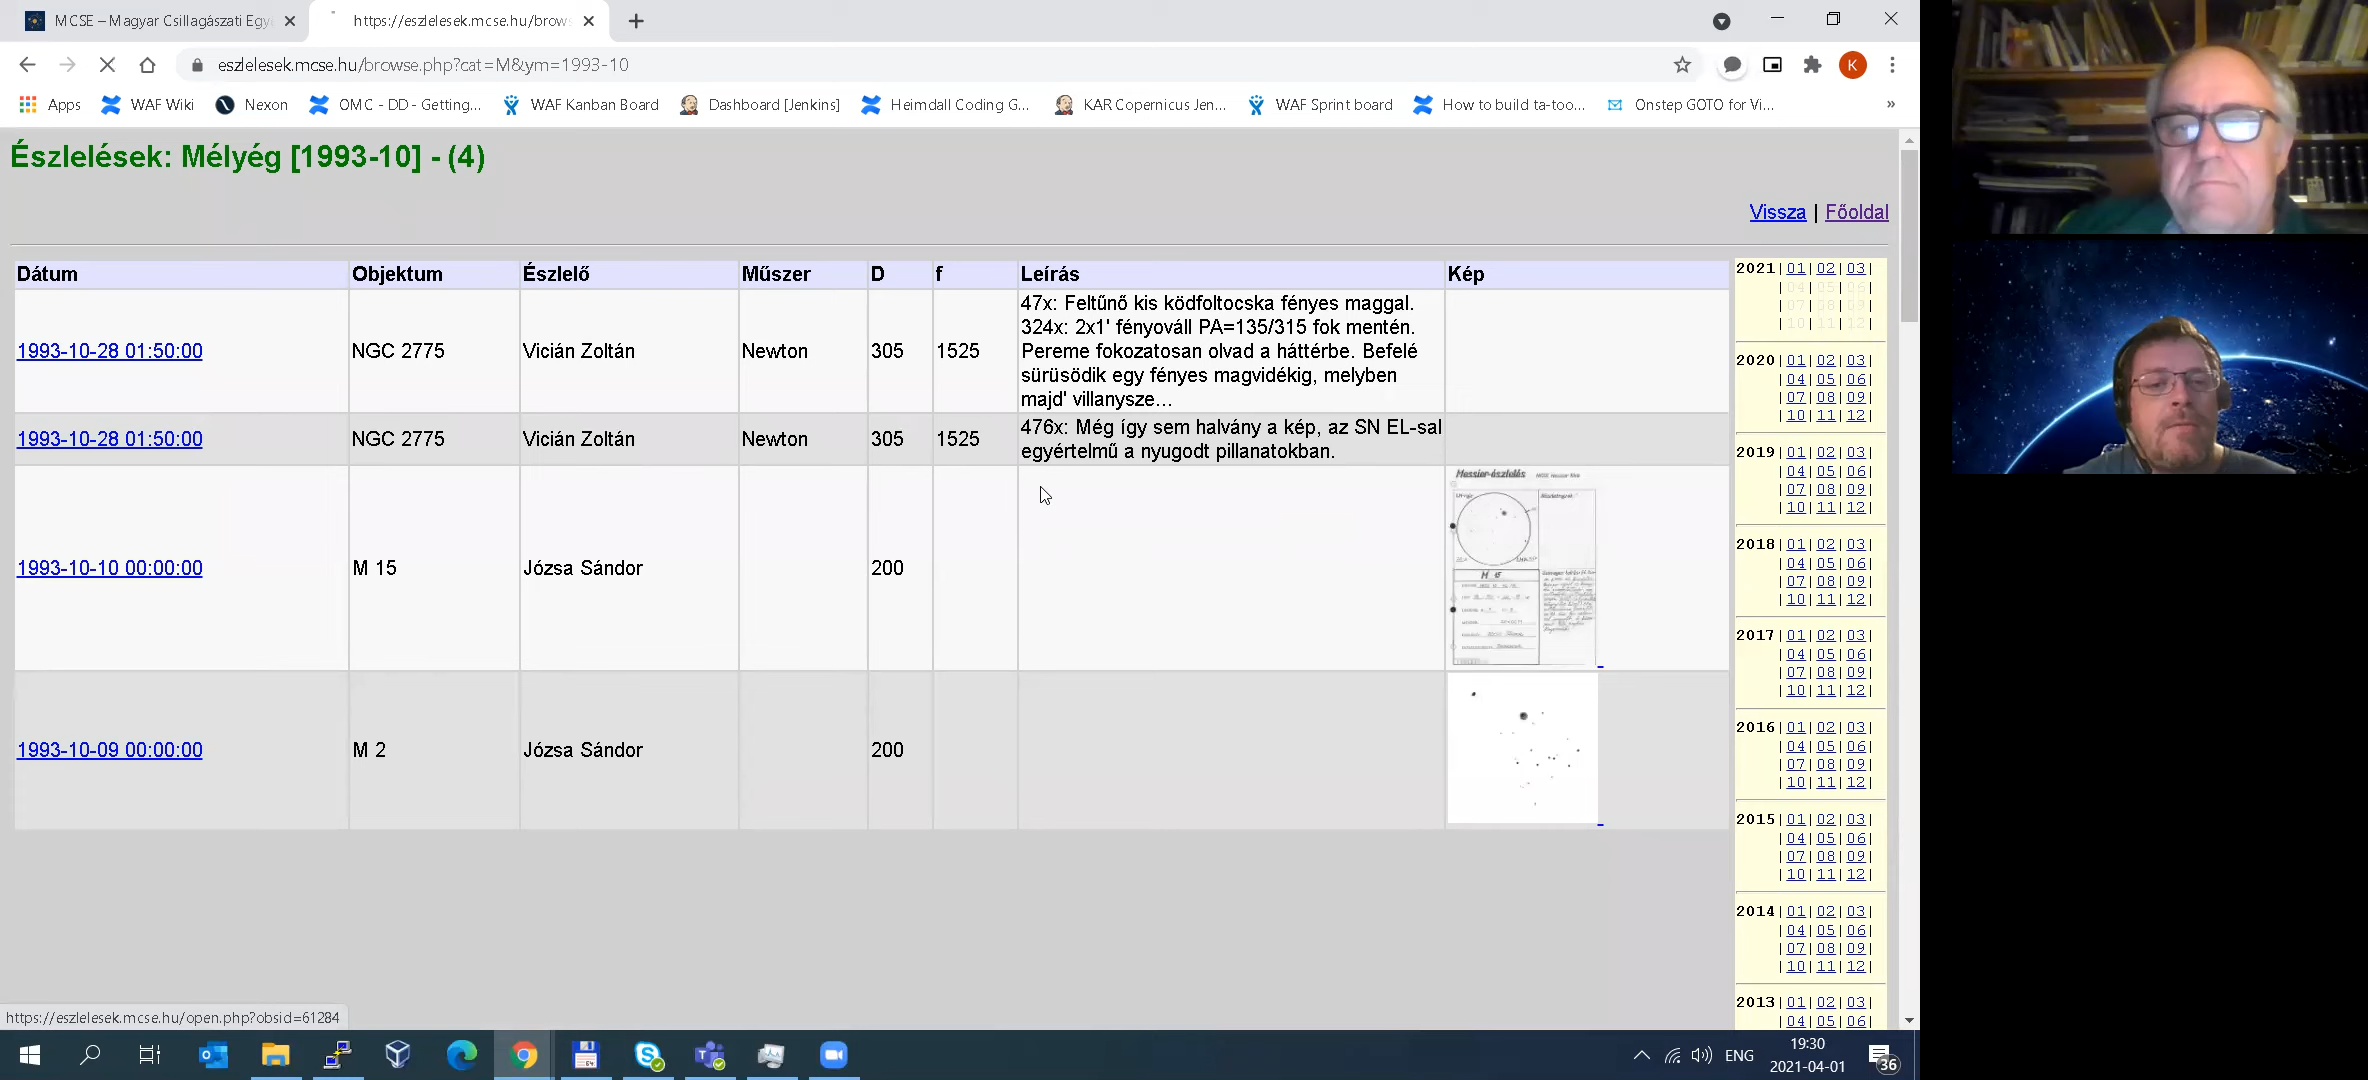 MCSE – Magyar Csillagászati Egy
https://eszlelesek.mcse.hu/brow
eszlelesek.mcse.hu/browse.php?cat=M&ym=1993-10
K
Apps WAF Wiki Nexon OMC - DD - Getting... WAF Kanban Board Dashboard [Jenkins] Heimdall Coding G... KAR Copernicus Jen... WAF Sprint board How to build ta-too... Onstep GOTO for Vi... »
Észlelések: Mélyég [1993-10] - (4)
Vissza | Főoldal
Dátum Objektum Észlelő Műszer D f Leírás Kép
1993-10-28 01:50:00 NGC 2775 Vicián Zoltán Newton 305 1525
47x: Feltűnő kis ködfoltocska fényes maggal.
324x: 2x1' fényováll PA=135/315 fok mentén.
Pereme fokozatosan olvad a háttérbe. Befelé
sürüsödik egy fényes magvidékig, melyben
majd' villanysze...
1993-10-28 01:50:00 NGC 2775 Vicián Zoltán Newton 305 1525
476x: Még így sem halvány a kép, az SN EL-sal
egyértelmű a nyugodt pillanatokban.
1993-10-10 00:00:00 M 15 Józsa Sándor 200
Messier-észlelés
M 15
1993-10-09 00:00:00 M 2 Józsa Sándor 200
2021| 01| 02| 03|
| 04| 05| 06|
| 07| 08| 09|
| 10| 11| 12|
2020| 01| 02| 03|
| 04| 05| 06|
| 07| 08| 09|
| 10| 11| 12|
2019| 01| 02| 03|
| 04| 05| 06|
| 07| 08| 09|
| 10| 11| 12|
2018| 01| 02| 03|
| 04| 05| 06|
| 07| 08| 09|
| 10| 11| 12|
2017| 01| 02| 03|
| 04| 05| 06|
| 07| 08| 09|
| 10| 11| 12|
2016| 01| 02| 03|
| 04| 05| 06|
| 07| 08| 09|
| 10| 11| 12|
2015| 01| 02| 03|
| 04| 05| 06|
| 07| 08| 09|
| 10| 11| 12|
2014| 01| 02| 03|
| 04| 05| 06|
| 07| 08| 09|
| 10| 11| 12|
2013| 01| 02| 03|
| 04| 05| 06|
https://eszlelesek.mcse.hu/open.php?obsid=61284
ENG
19:30
2021-04-01
36